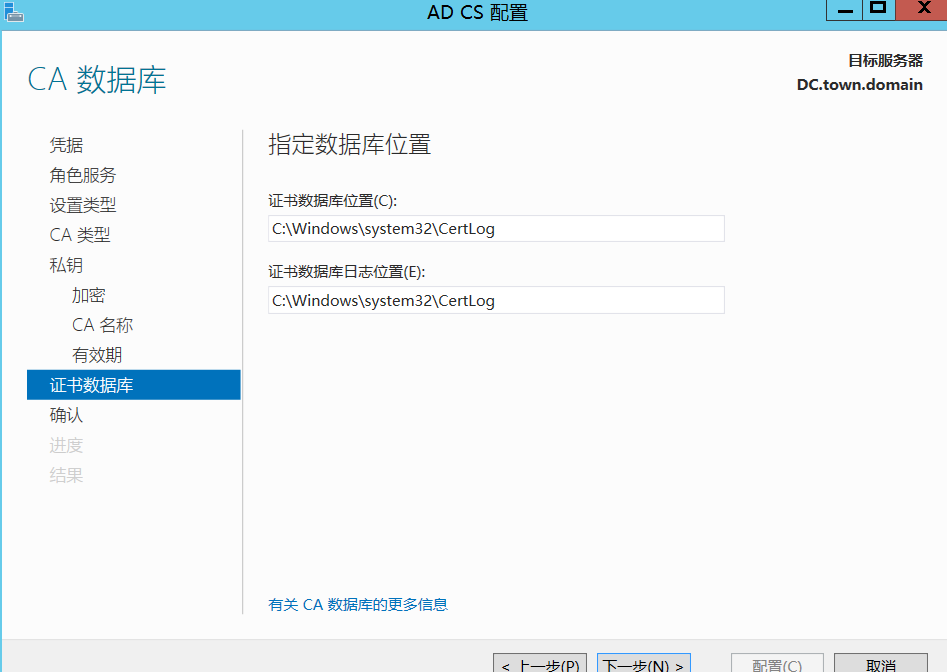 AD CS 配置
CA 数据库
目标服务器
DC.town.domain
凭据
角色服务
设置类型
CA 类型
私钥
加密
CA 名称
有效期
证书数据库
确认
进度
结果
指定数据库位置
证书数据库位置(C):
C:\Windows\system32\CertLog
证书数据库日志位置(E):
C:\Windows\system32\CertLog
有关 CA 数据库的更多信息
< 上一步(P)
下一步(N) >
配置(C)
取消